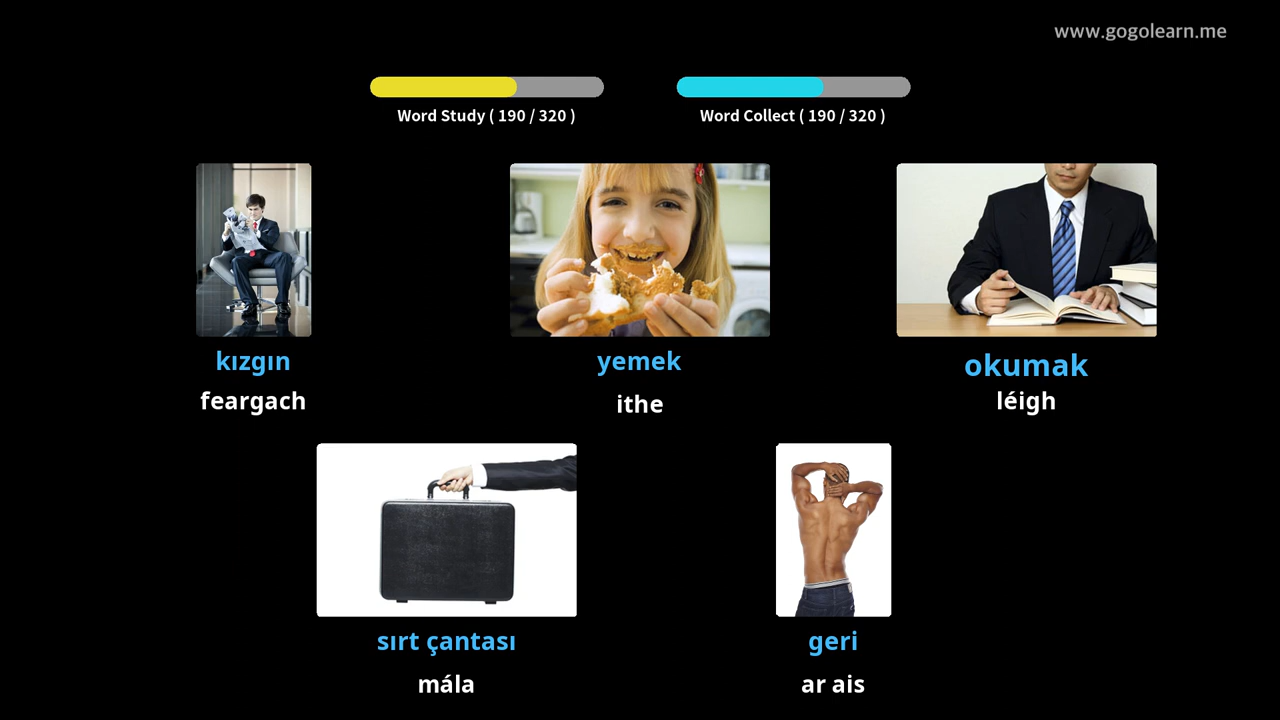 www.gogolearn.me
Word Study ( 190 / 320 )
Word Collect ( 190 / 320 )
kızgın
feargach
yemek
ithe
okumak
léigh
sırt çantası
mála
geri
ar ais